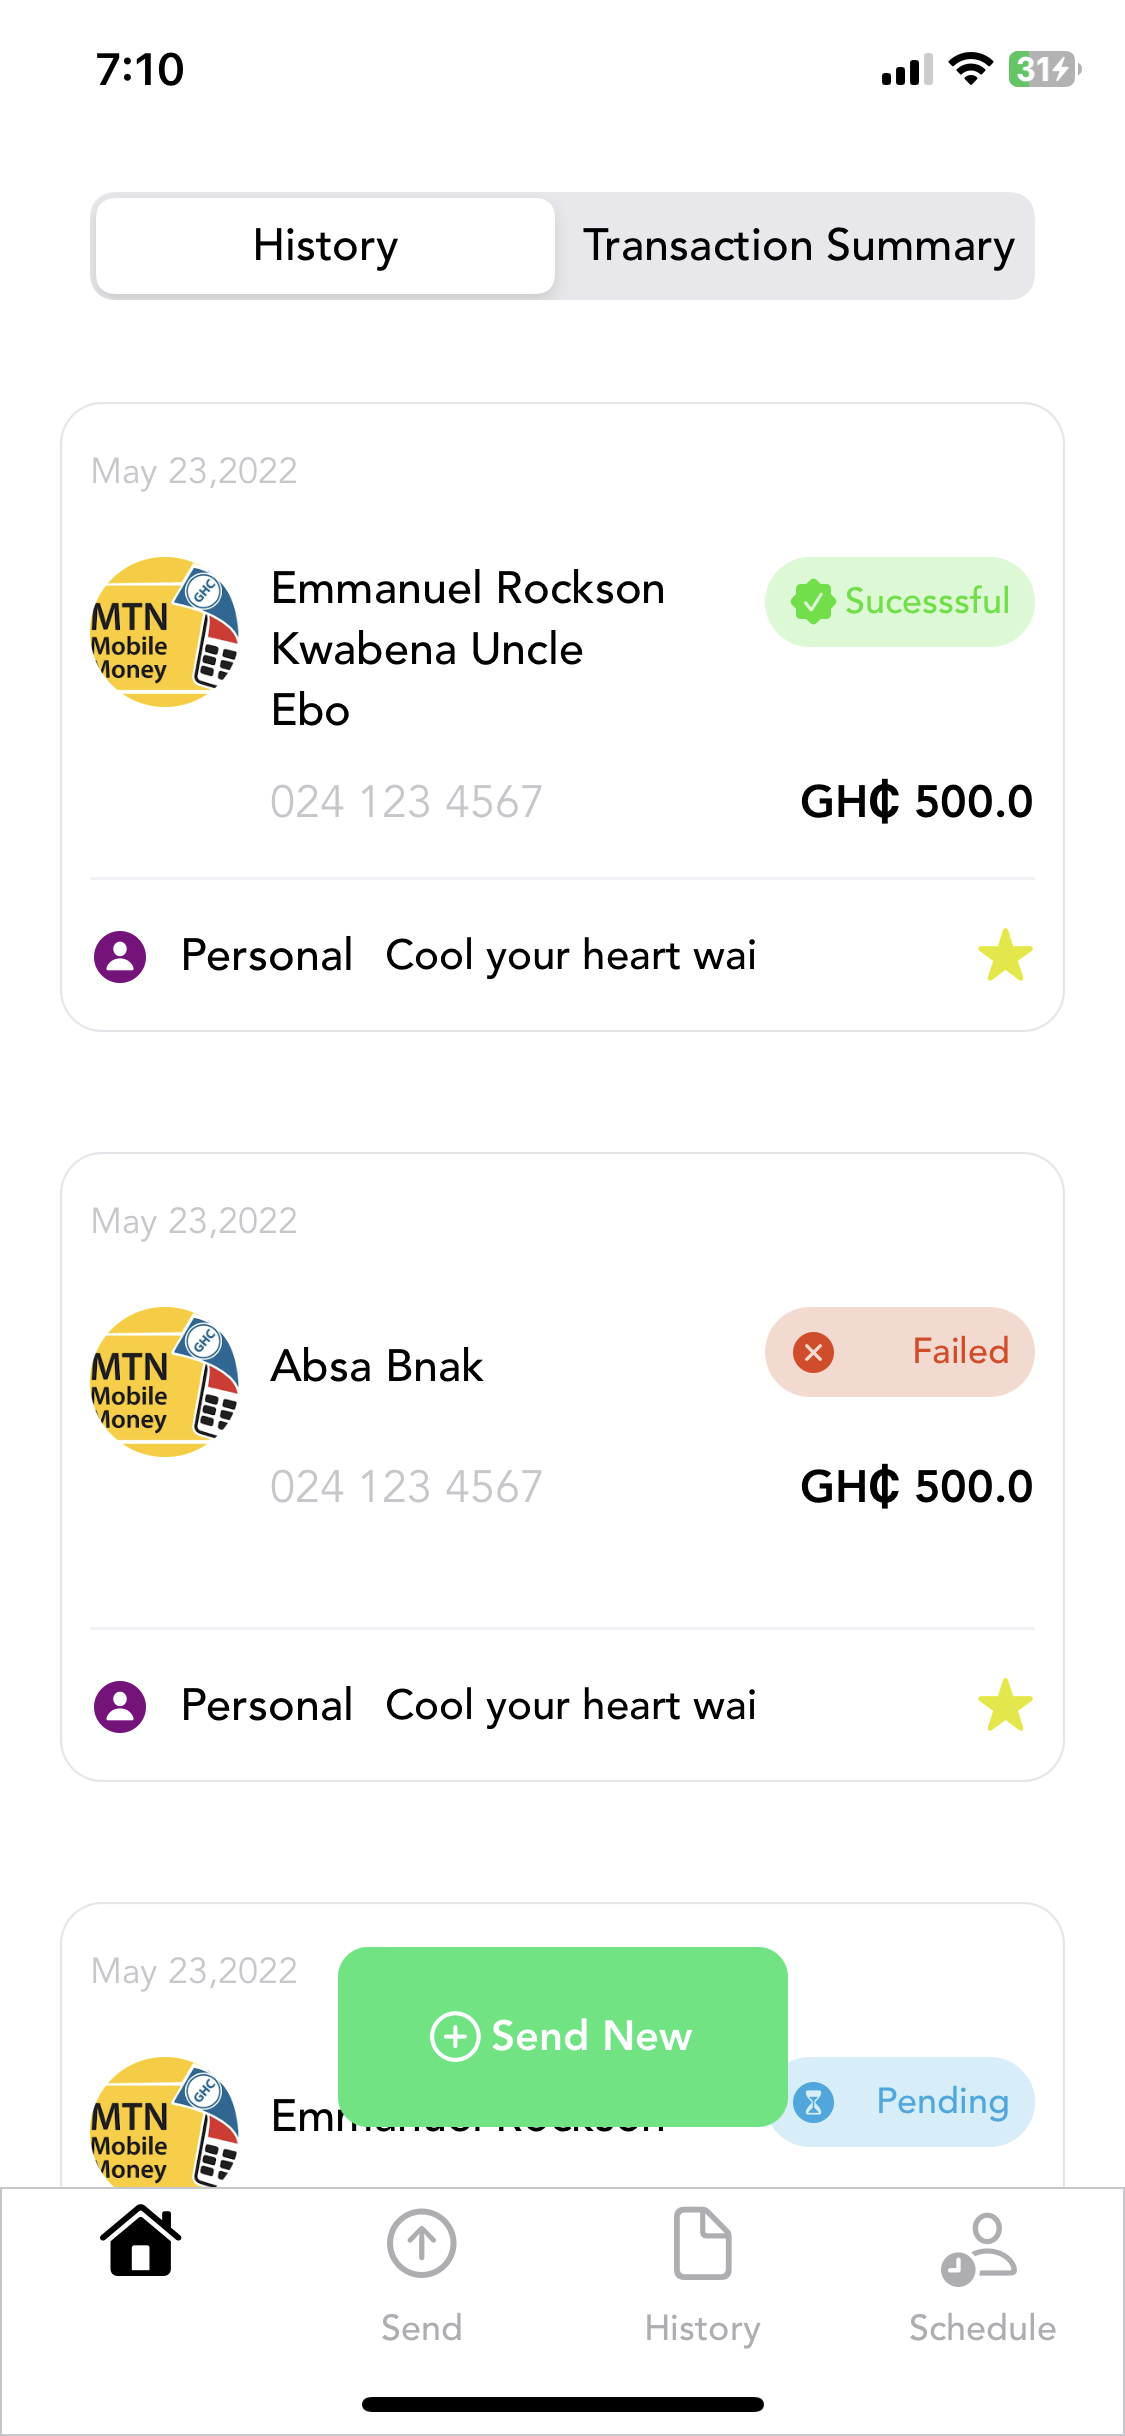 7:10
31
History
Transaction Summary
May 23,2022
GHC
MTN
Mobile
Money
Emmanuel Rockson
Kwabena Uncle
Ebo
Sucesssful
024 123 4567
GH₵ 500.0
Personal
Cool your heart wai
May 23,2022
GHC
MTN
Mobile
Money
Absa Bnak
Failed
024 123 4567
GH₵ 500.0
Personal
Cool your heart wai
May 23,2022
Send New
GHC
MTN
Mobile
Money
Emmanuel Rockson
Pending
Send
History
Schedule